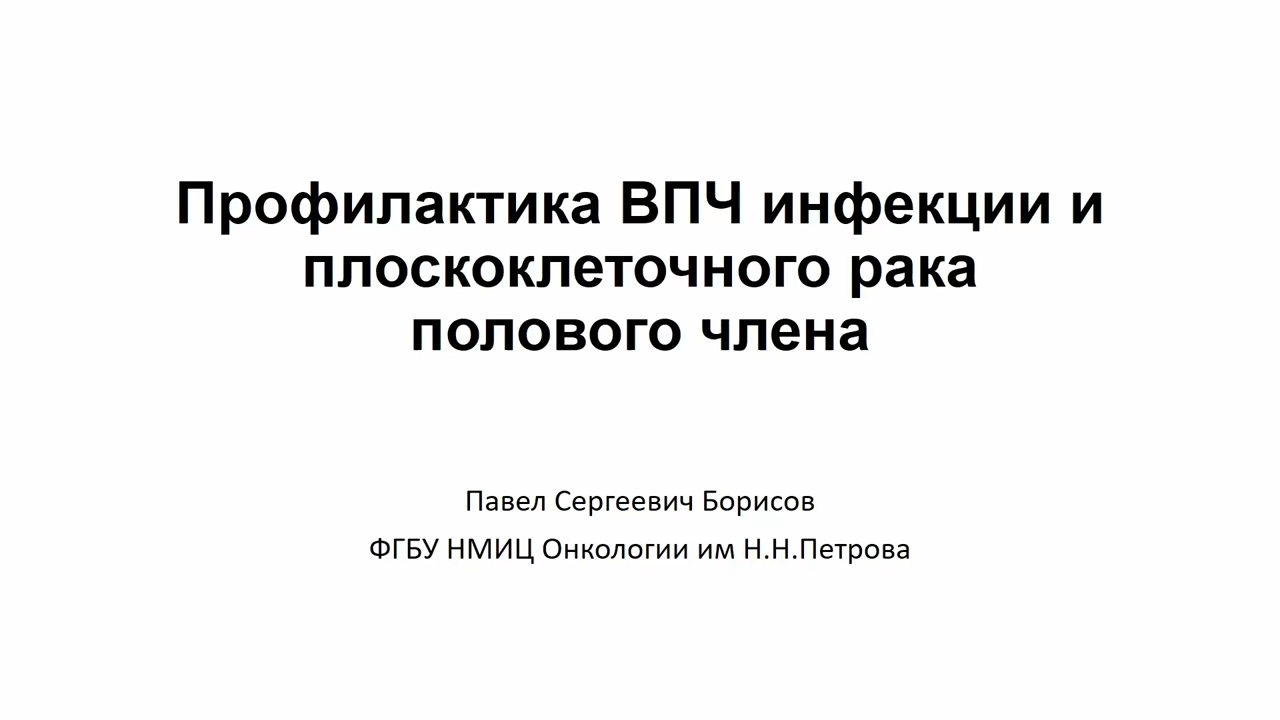 Профилактика ВПЧ инфекции и
плоскоклеточного рака
полового члена
Павел Сергеевич Борисов
ФГБУ НМИЦ Онкологии им Н.Н.Петрова